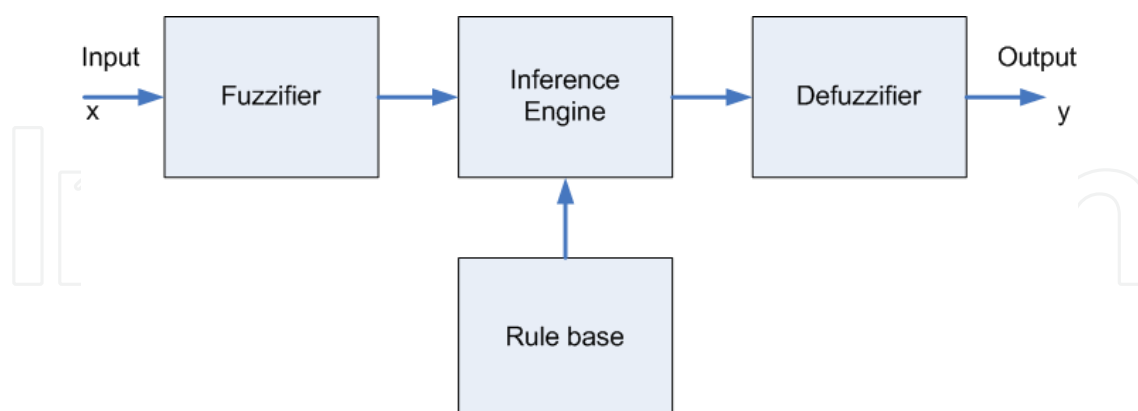 Input
x
Fuzzifier
Inference
Engine
Defuzzifier
Output
y
Rule base